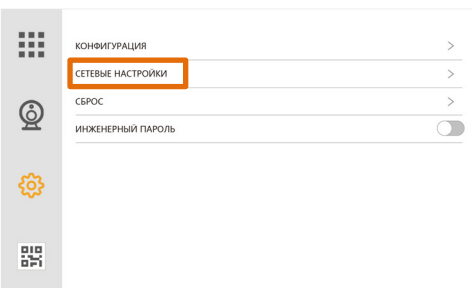 КОНФИГУРАЦИЯ
СЕТЕВЫЕ НАСТРОЙКИ
СБРОС
ИНЖЕНЕРНЫЙ ПАРОЛЬ